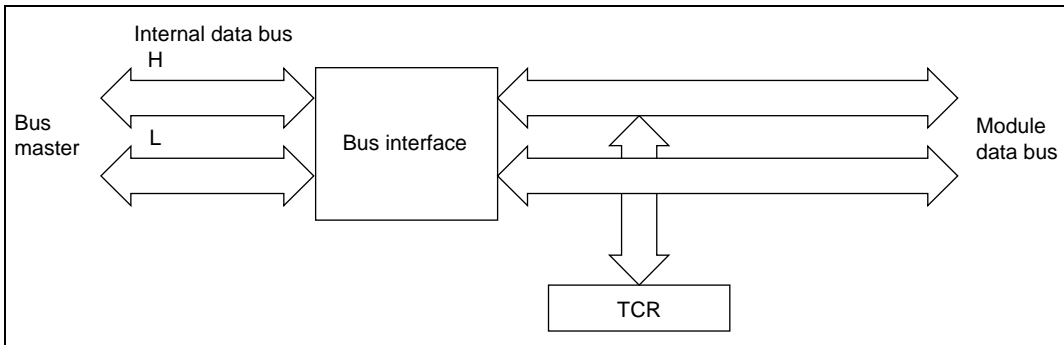 Internal data bus
H
Bus
master
L
Bus interface
Module
data bus
TCR